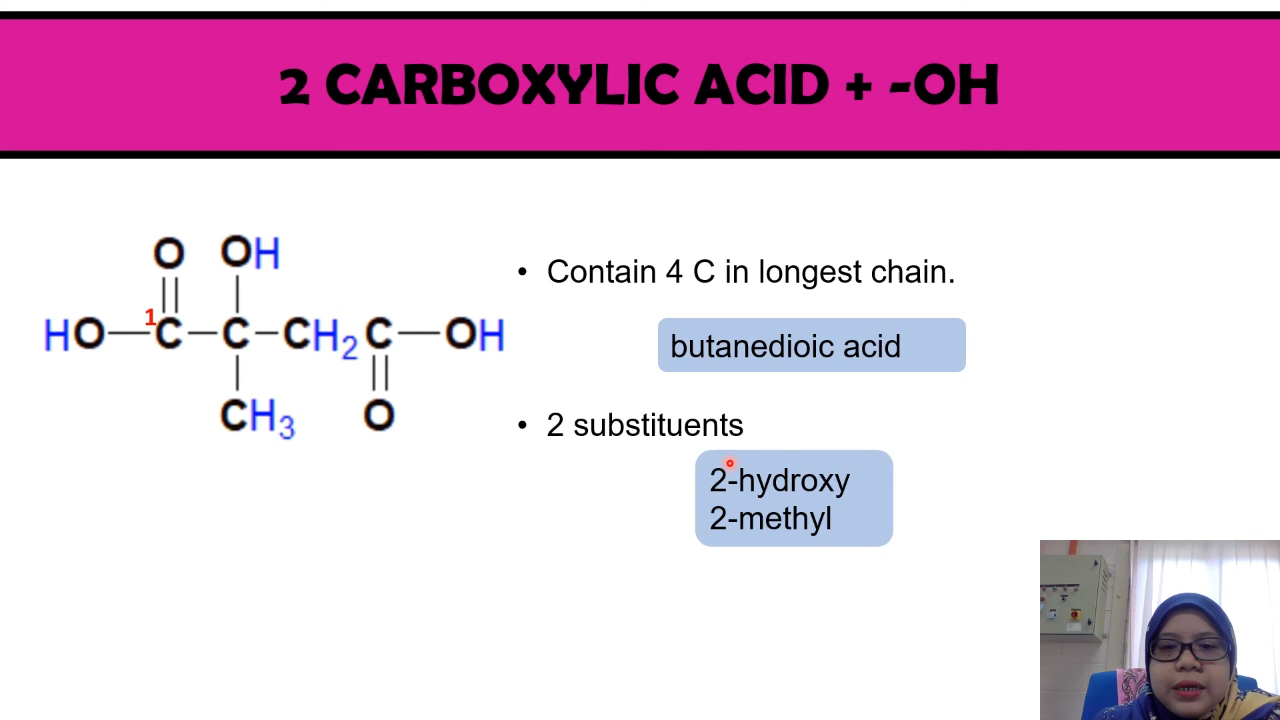 2 CARBOXYLIC ACID + -OH
O OH
1
HO C C CH2 C OH
CH3 O
• Contain 4 C in longest chain.
butanedioic acid
• 2 substituents
2-hydroxy
2-methyl